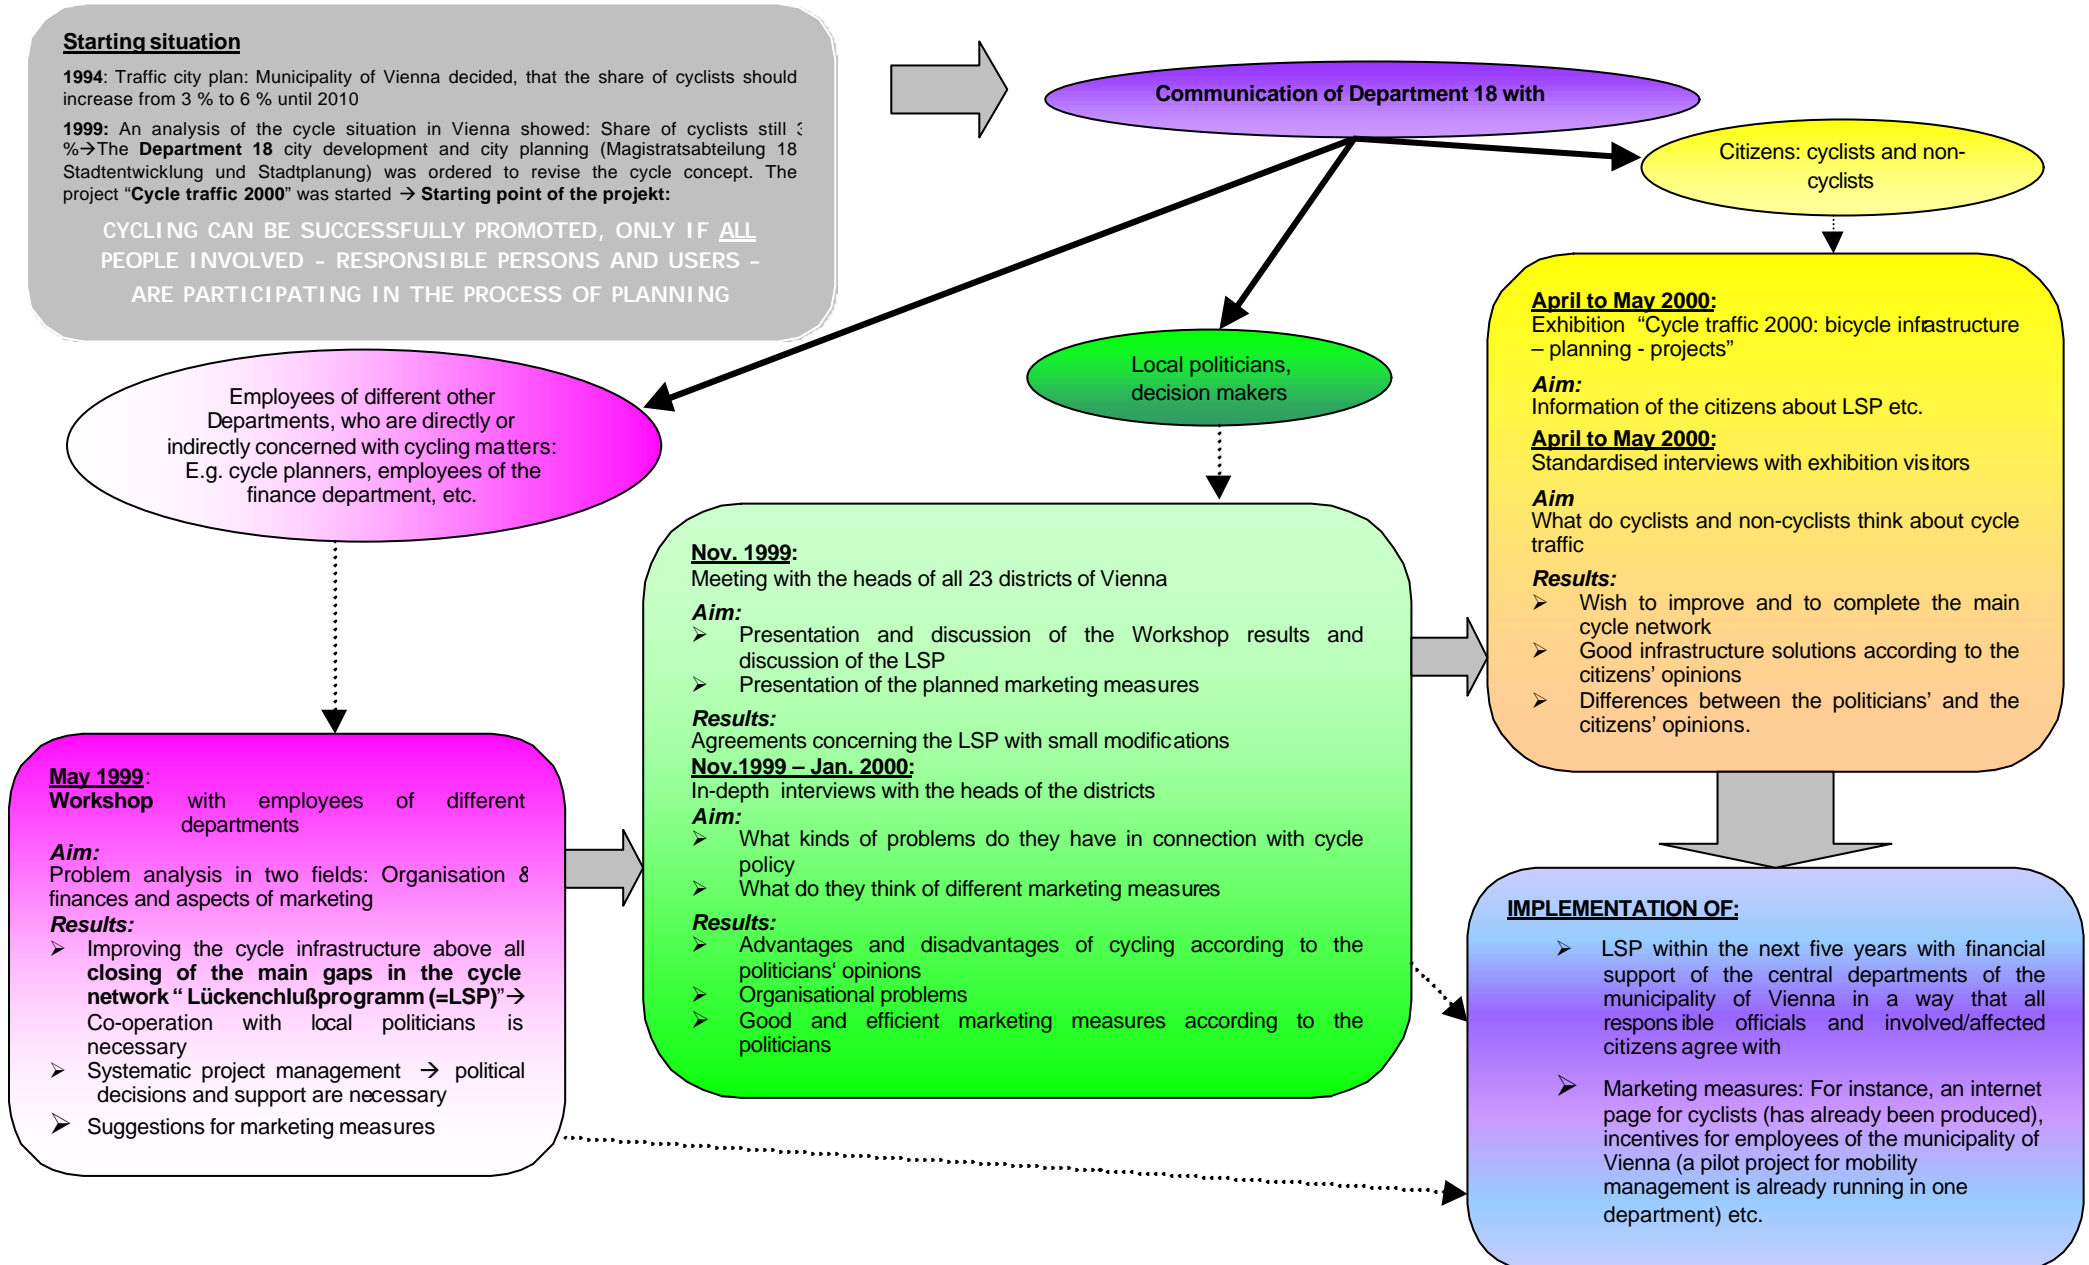 Starting situation
1994: Traffic city plan: Municipality of Vienna decided, that the share of cyclists should
increase from 3 % to 6 % until 2010
1999: An analysis of the cycle situation in Vienna showed: Share of cyclists still 3
%→The Department 18 city development and city planning (Magistratsabteilung 18
Stadtentwicklung und Stadtplanung) was ordered to revise the cycle concept. The
project “Cycle traffic 2000” was started → Starting point of the projekt:
CYCLING CAN BE SUCCESSFULLY PROMOTED, ONLY IF ALL
PEOPLE INVOLVED – RESPONSIBLE PERSONS AND USERS –
ARE PARTICIPATING IN THE PROCESS OF PLANNING
Communication of Department 18 with
Citizens: cyclists and non-
cyclists
Local politicians,
decision makers
Employees of different other
Departments, who are directly or
indirectly concerned with cycling matters:
E.g. cycle planners, employees of the
finance department, etc.
May 1999:
Workshop with employees of different
departments
Aim:
Problem analysis in two fields: Organisation &
finances and aspects of marketing
Results:
➢ Improving the cycle infrastructure above all
closing of the main gaps in the cycle
network “ Lückenchlußprogramm (=LSP)”→
Co-operation with local politicians is
necessary
➢ Systematic project management → political
decisions and support are necessary
➢ Suggestions for marketing measures
Nov. 1999:
Meeting with the heads of all 23 districts of Vienna
Aim:
➢ Presentation and discussion of the Workshop results and
discussion of the LSP
➢ Presentation of the planned marketing measures
Results:
Agreements concerning the LSP with small modifications
Nov.1999 – Jan. 2000:
In-depth interviews with the heads of the districts
Aim:
➢ What kinds of problems do they have in connection with cycle
policy
➢ What do they think of different marketing measures
Results:
➢ Advantages and disadvantages of cycling according to the
politicians‘ opinions
➢ Organisational problems
➢ Good and efficient marketing measures according to the
politicians
April to May 2000:
Exhibition “Cycle traffic 2000: bicycle infrastructure
– planning - projects”
Aim:
Information of the citizens about LSP etc.
April to May 2000:
Standardised interviews with exhibition visitors
Aim
What do cyclists and non-cyclists think about cycle
traffic
Results:
➢ Wish to improve and to complete the main
cycle network
➢ Good infrastructure solutions according to the
citizens’ opinions
➢ Differences between the politicians’ and the
citizens’ opinions.
IMPLEMENTATION OF:
➢ LSP within the next five years with financial
support of the central departments of the
municipality of Vienna in a way that all
responsible officials and involved/affected
citizens agree with
➢ Marketing measures: For instance, an internet
page for cyclists (has already been produced),
incentives for employees of the municipality of
Vienna (a pilot project for mobility
management is already running in one
department) etc.